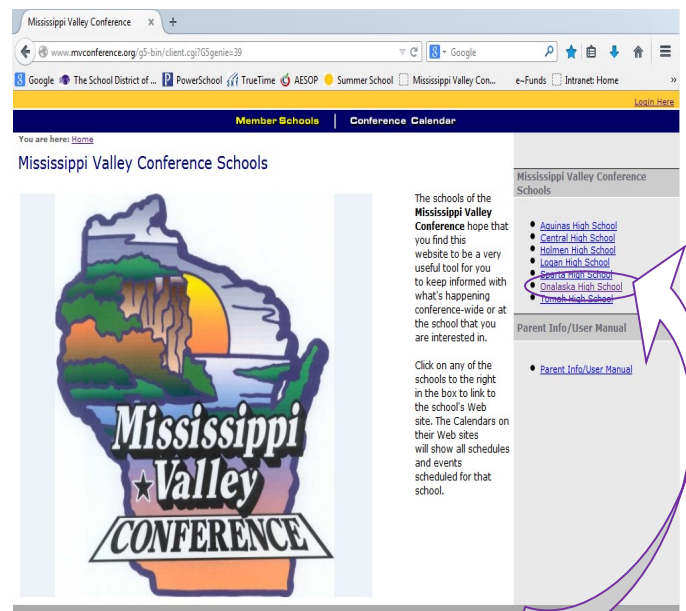 Mississippi Valley Conference
www.mvconference.org/g5-bin/client.cgi?G5genie=39
Google
Google
The School District of ...
PowerSchool
TrueTime
AESOP
Summer School
Mississippi Valley Con...
e~Funds
Intranet: Home
Login Here
Member Schools | Conference Calendar
You are here: Home
Mississippi Valley Conference Schools
Mississippi
Valley
CONFERENCE
The schools of the
Mississippi Valley
Conference hope that
you find this
website to be a very
useful tool for you
to keep informed with
what's happening
conference-wide or at
the school that you
are interested in.
Click on any of the
schools to the right
in the box to link to
the school's Web
site. The Calendars on
their Web sites
will show all schedules
and events
scheduled for that
school.
Mississippi Valley Conference
Schools
Aquinas High School
Central High School
Holmen High School
Logan High School
Sparta High School
Onalaska High School
Tomah High School
Parent Info/User Manual
Parent Info/User Manual